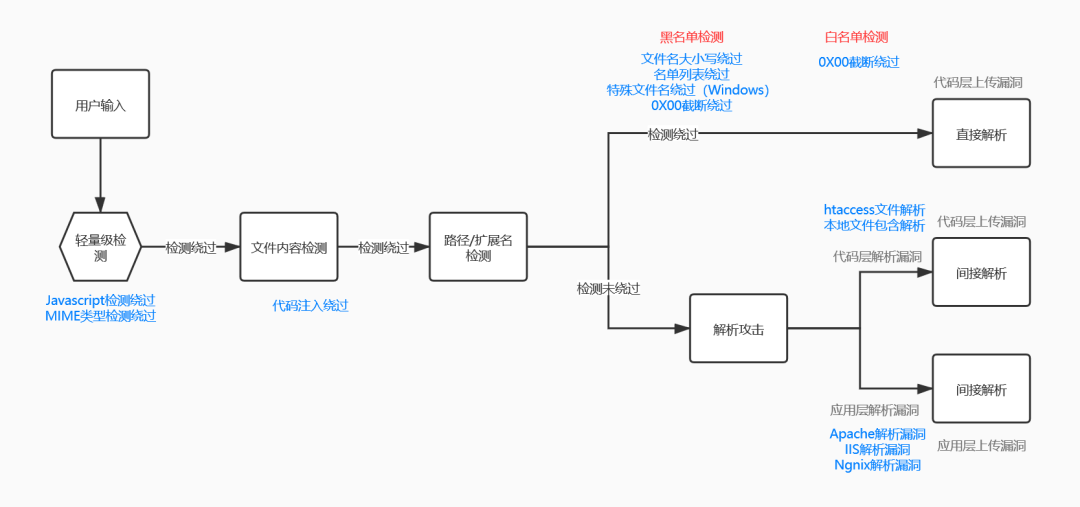 黑名单检测
文件名大小写绕过
名单列表绕过
特殊文件名绕过（Windows）
0X00截断绕过
白名单检测
0X00截断绕过
代码层上传漏洞
用户输入
检测绕过
直接解析
轻量级检
测
检测绕过
文件内容检测
检测绕过
路径/扩展名
检测
Javascript检测绕过
MIME类型检测绕过
代码注入绕过
检测未绕过
解析攻击
htaccess文件解析
本地文件包含解析
代码层上传漏洞
代码层解析漏洞
间接解析
间接解析
应用层解析漏洞
Apache解析漏洞
IIS解析漏洞
Ngnix解析漏洞
应用层上传漏洞